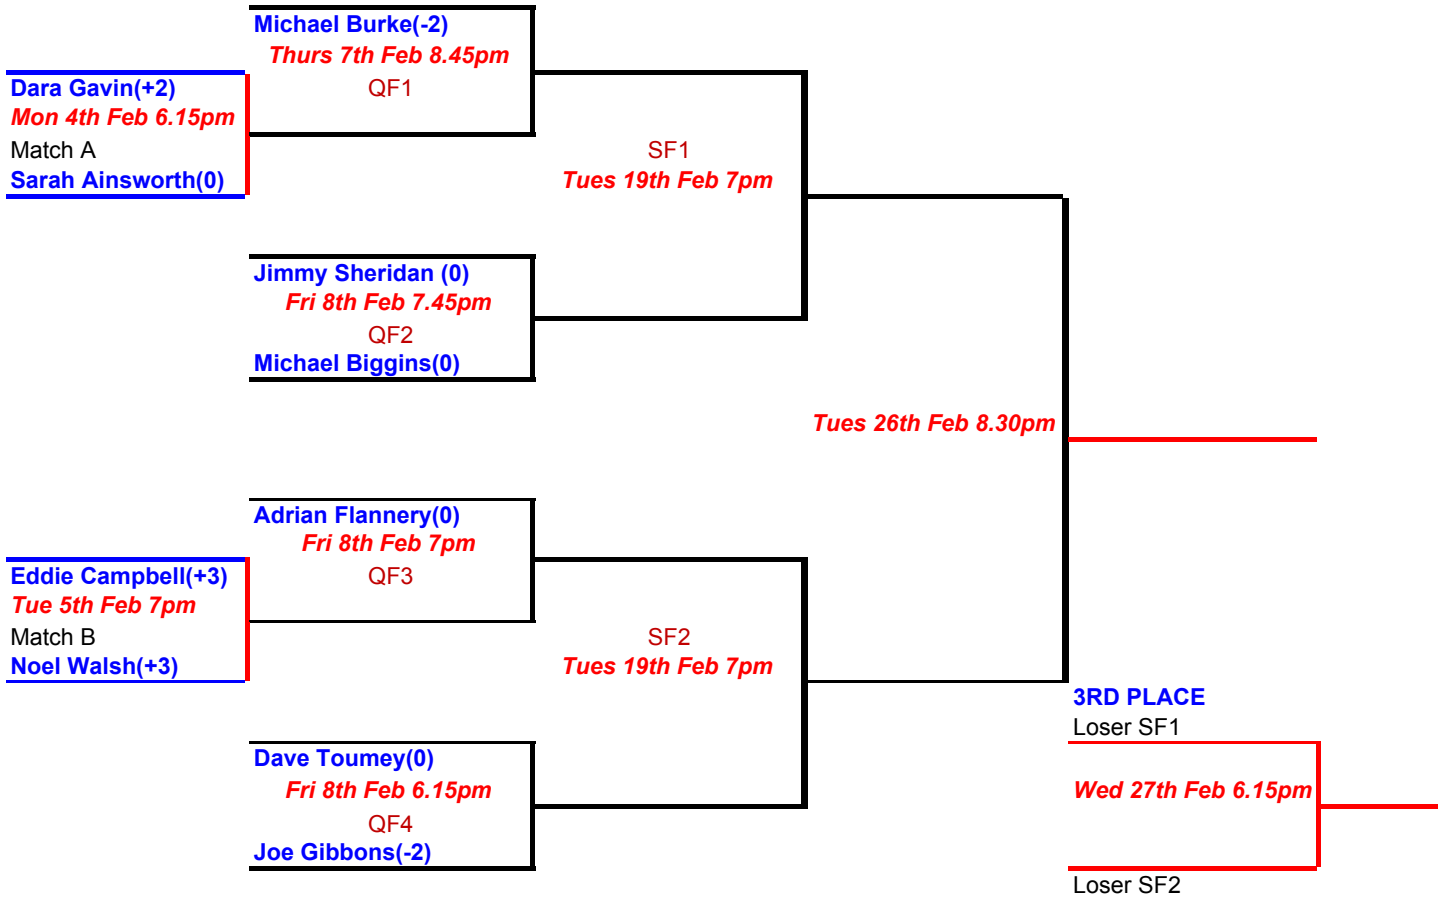 Michael Burke(-2)
Thurs 7th Feb 8.45pm
QF1
Dara Gavin(+2)
Mon 4th Feb 6.15pm
Match A
Sarah Ainsworth(0)
SF1
Tues 19th Feb 7pm
Jimmy Sheridan (0)
Fri 8th Feb 7.45pm
QF2
Michael Biggins(0)
Tues 26th Feb 8.30pm
Adrian Flannery(0)
Fri 8th Feb 7pm
QF3
Eddie Campbell(+3)
Tue 5th Feb 7pm
Match B
Noel Walsh(+3)
SF2
Tues 19th Feb 7pm
Dave Toumey(0)
Fri 8th Feb 6.15pm
QF4
Joe Gibbons(-2)
3RD PLACE
Loser SF1
Wed 27th Feb 6.15pm
Loser SF2